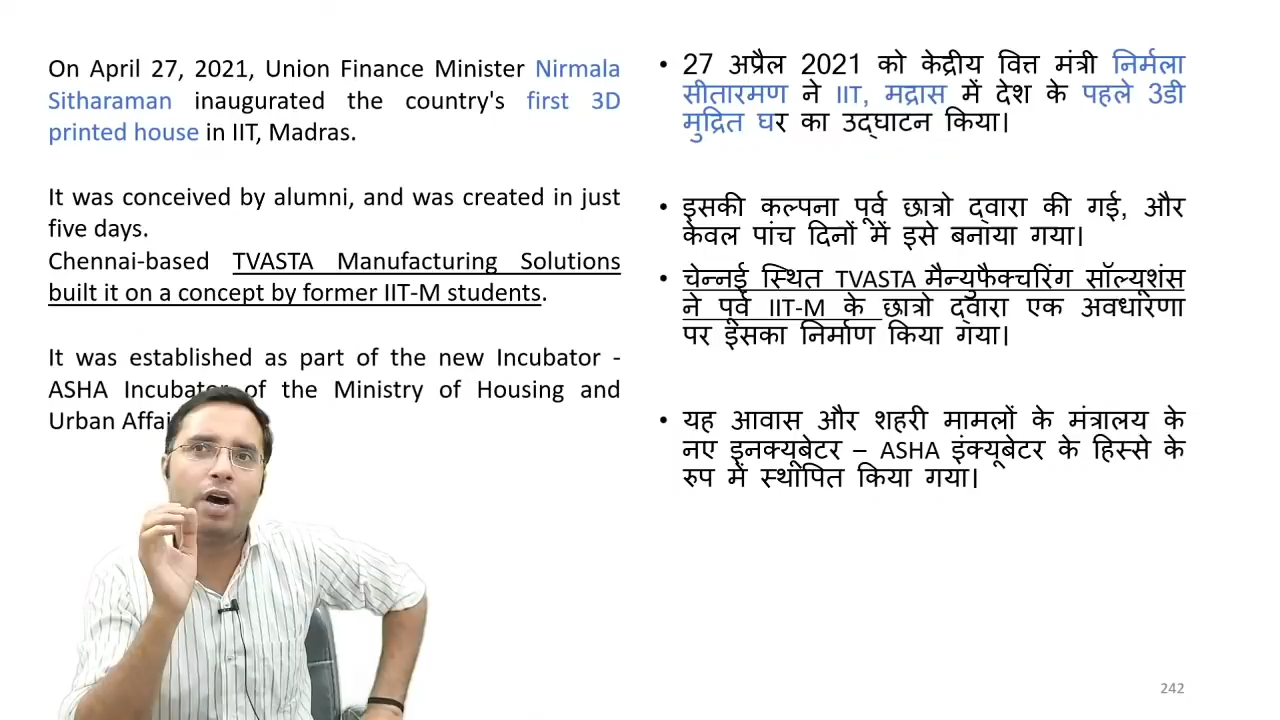 On April 27, 2021, Union Finance Minister Nirmala
Sitharaman inaugurated the country's first 3D
printed house in IIT, Madras.
It was conceived by alumni, and was created in just
five days.
Chennai-based TVASTA Manufacturing Solutions
built it on a concept by former IIT-M students.
It was established as part of the new Incubator -
ASHA Incubator of the Ministry of Housing and
Urban
• 27 अप्रैल 2021 को केद्रीय वित्त मंत्री निर्मला
सीतारमण ने IIT, मद्रास में देश के पहले 3डी
मुद्रित घर का उद्घाटन किया।
• इसकी कल्पना पूर्व छात्रो द्वारा की गई, और
केवल पांच दिनों में इसे बनाया गया।
• चेन्नई स्थित TVASTA मैन्युफैक्चरिंग सॉल्यूशंस
ने पूर्व IIT-M के छात्रो द्वारा एक अवधारणा
पर इसका निर्माण किया गया।
• यह आवास और शहरी मामलों के मंत्रालय के
नए इनक्यूबेटर – ASHA इंक्यूबेटर के हिस्से के
रुप में स्थापित किया गया।
242